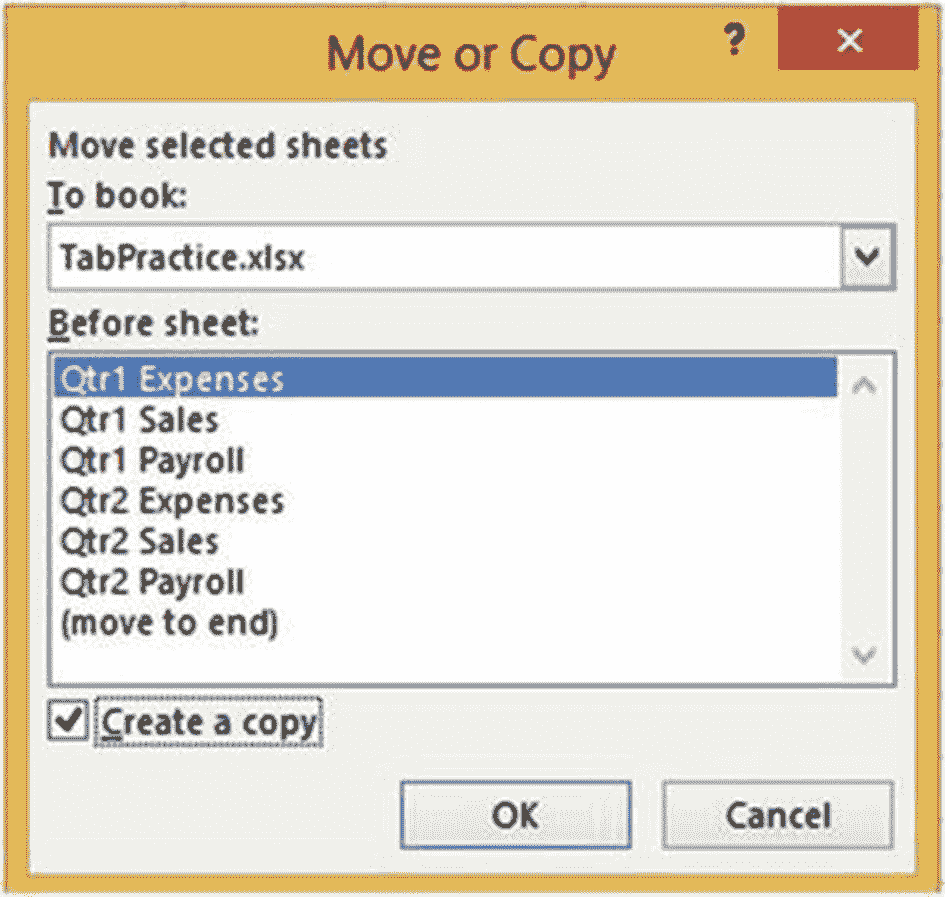 Move or Copy ?
Move selected sheets
To book:
TabPractice.xlsx
Before sheet:
Qtr1 Expenses
Qtr1 Sales
Qtr1 Payroll
Qtr2 Expenses
Qtr2 Sales
Qtr2 Payroll
(move to end)
Create a copy
OK Cancel